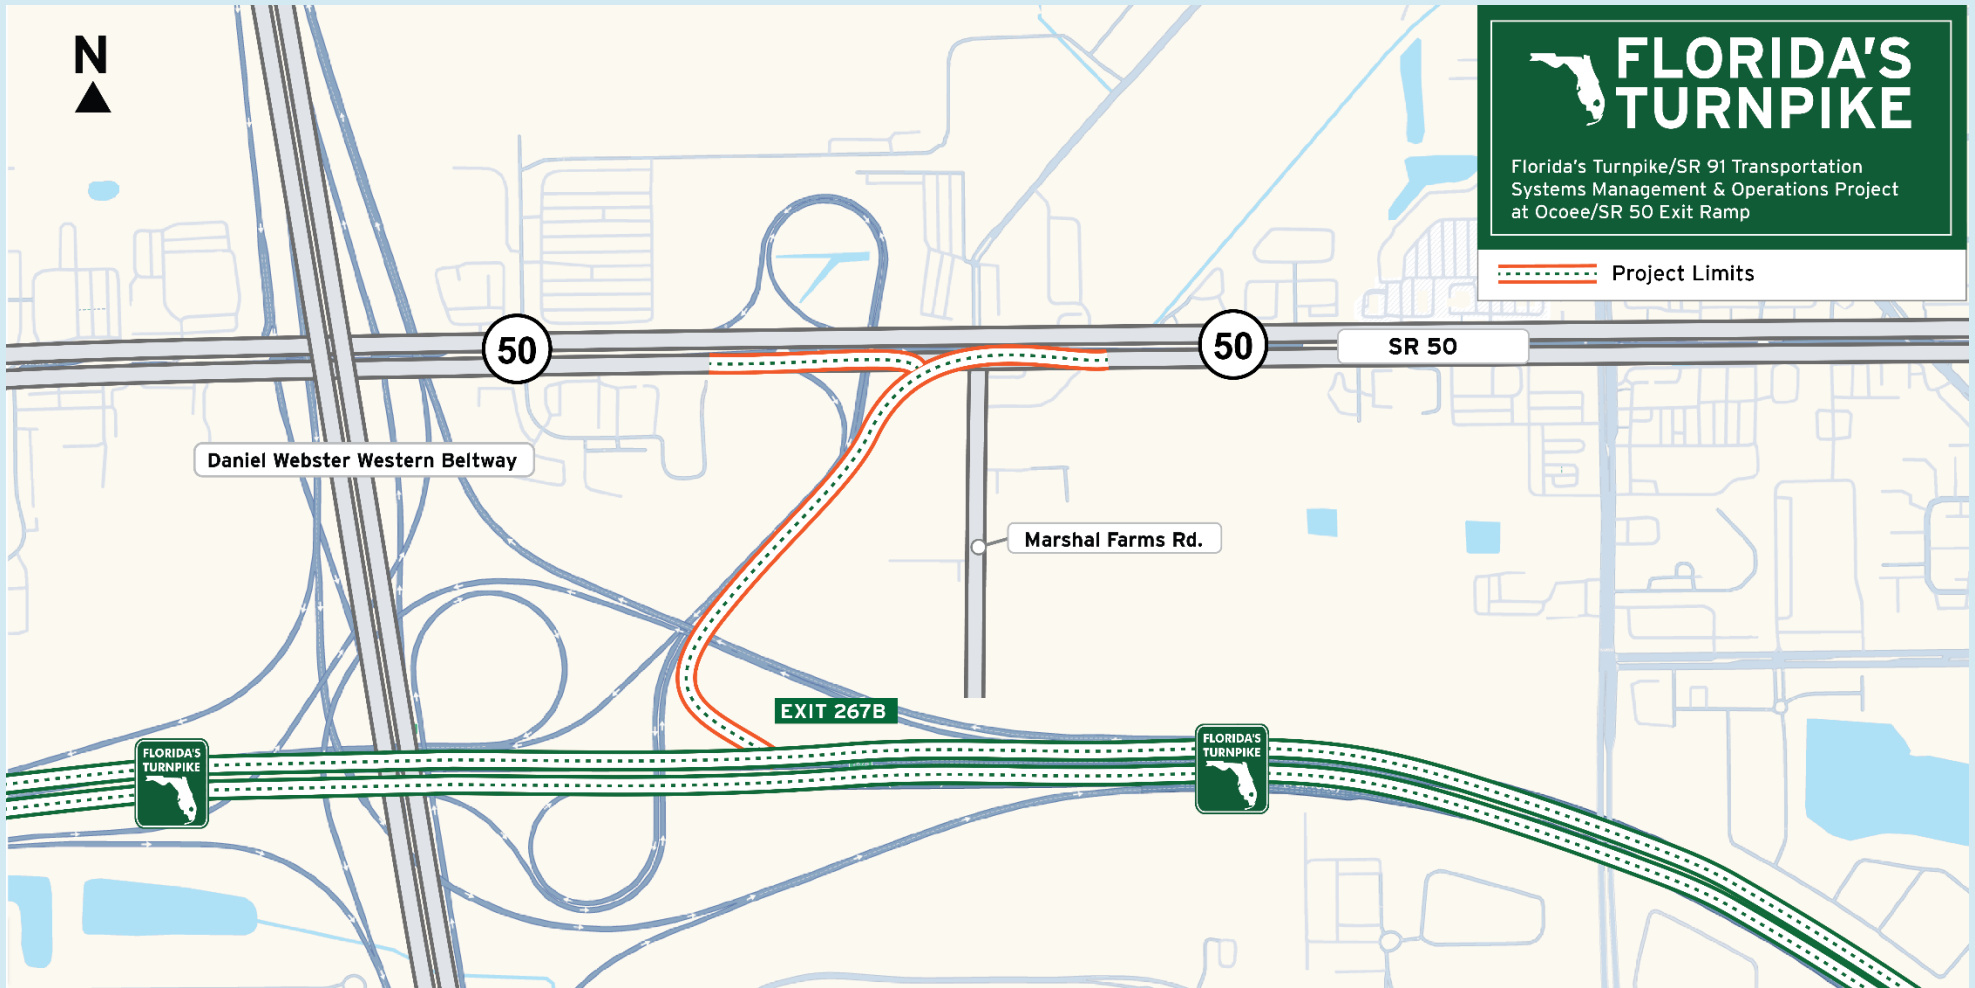 N
FLORIDA'S
TURNPIKE
Florida's Turnpike/SR 91 Transportation
Systems Management & Operations Project
at Ocoee/SR 50 Exit Ramp
Project Limits
50
50
SR 50
Daniel Webster Western Beltway
Marshal Farms Rd.
EXIT 267B
FLORIDA'S
TURNPIKE
FLORIDA'S
TURNPIKE